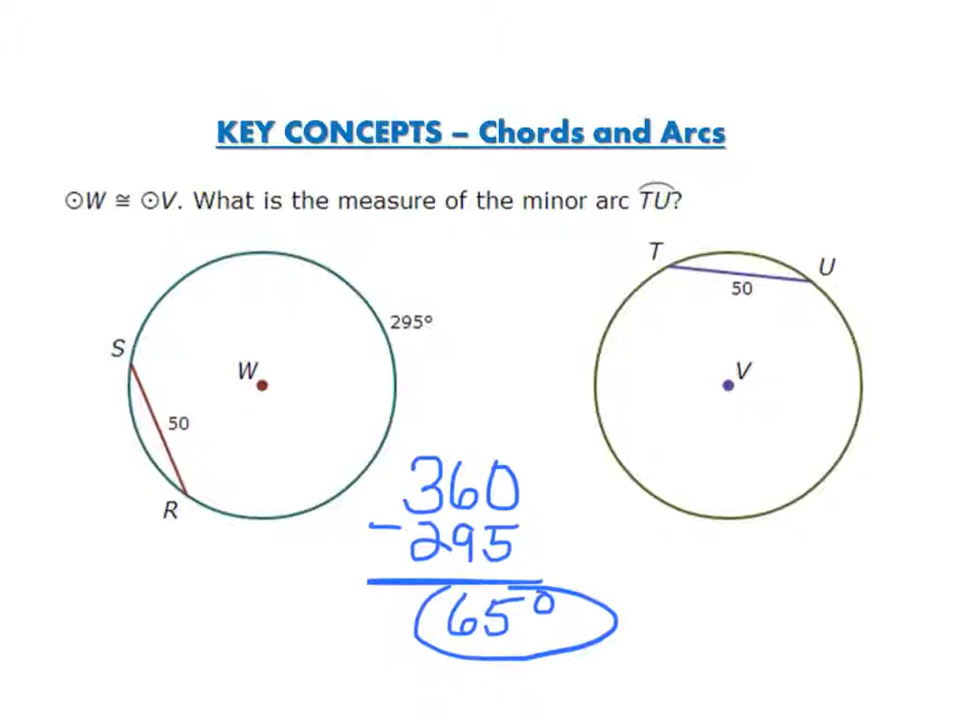 KEY CONCEPTS – Chords and Arcs
⊙W ≅ ⊙V. What is the measure of the minor arc TU?
T
U
50
295°
S
W
V
50
R
360
- 295
65°